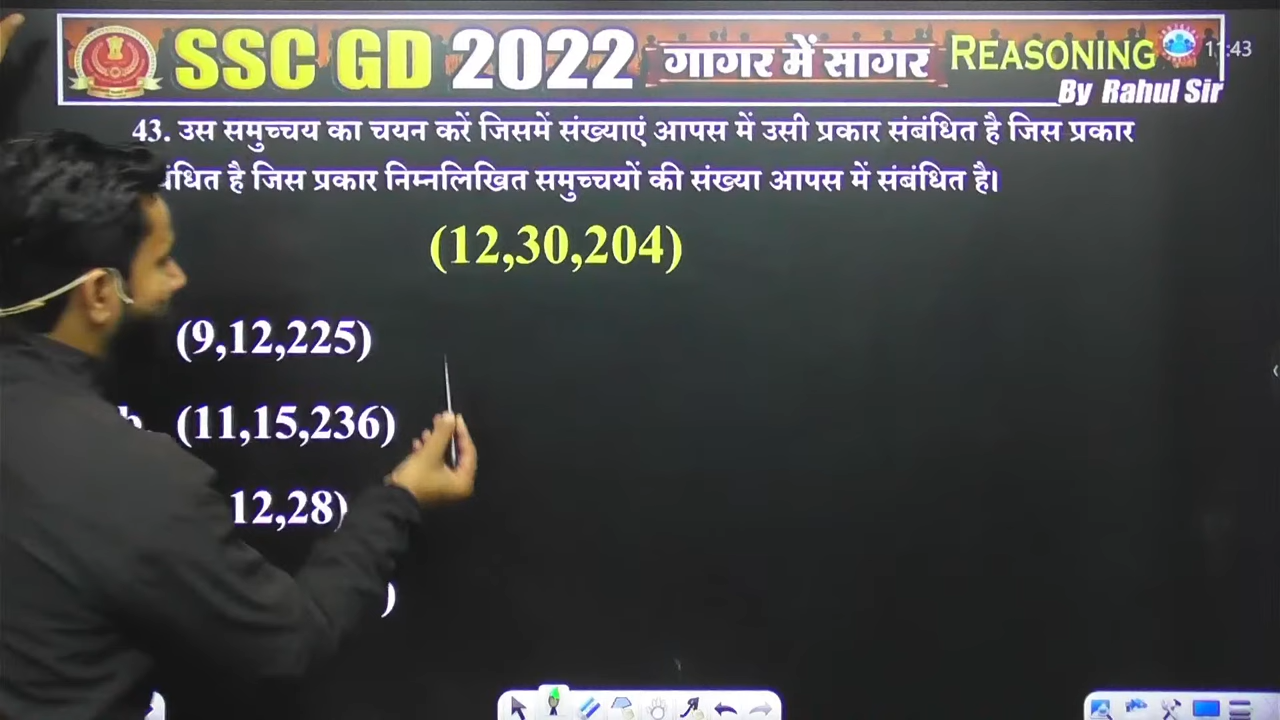 SSC GD 2022 गागर में सागर REASONING 11:43
By Rahul Sir
43. उस समुच्चय का चयन करें जिसमें संख्याएं आपस में उसी प्रकार संबंधित है जिस प्रकार
है जिस प्रकार निम्नलिखित समुच्चयों की संख्या आपस में संबंधित है।
(12,30,204)
(9,12,225)
b. (11,15,236)
12,28)
)